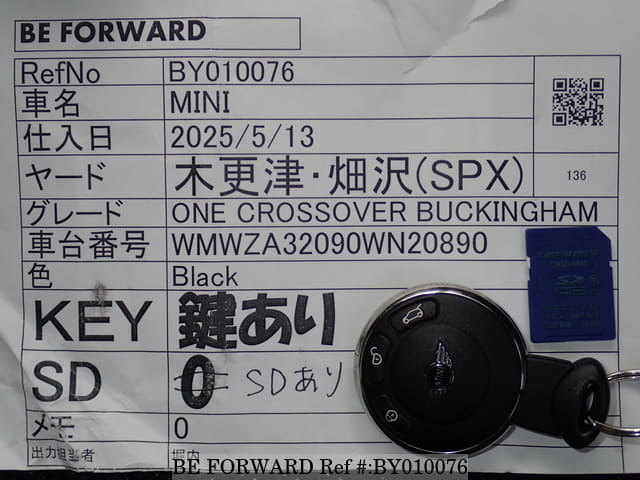 BE FORWARD
RefNo BY010076
車名 MINI
仕入日 2025/5/13
ヤード 木更津・畑沢(SPX) 136
グレード ONE CROSSOVER BUCKINGHAM
車台番号 WMWZA32090WN20890
色 Black
KEY 鍵あり
SD 0 SDあり
メモ 0
出力担当者 堀内
BE FORWARD Ref #:BY010076